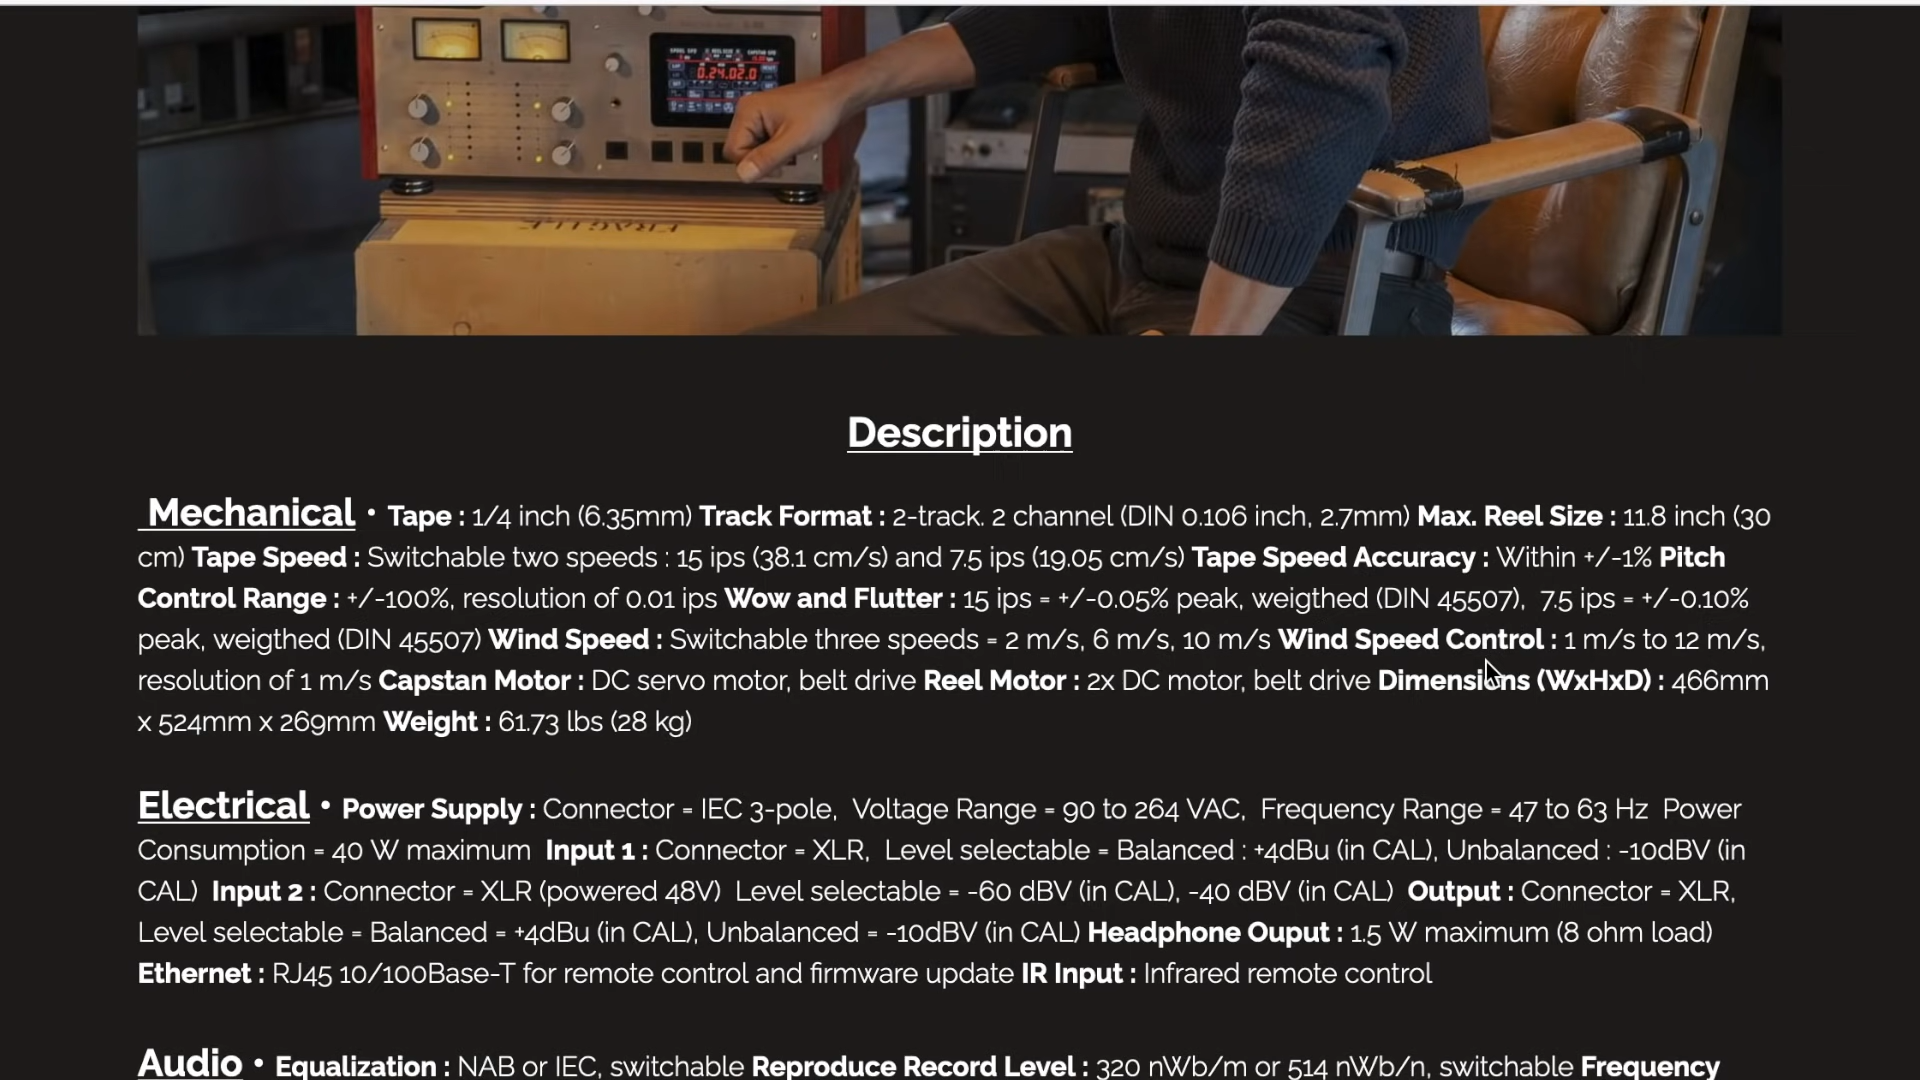 0.24.02.0
FRAGILE
Description
Mechanical • Tape : 1/4 inch (6.35mm) Track Format : 2-track. 2 channel (DIN 0.106 inch, 2.7mm) Max. Reel Size : 11.8 inch (30
cm) Tape Speed : Switchable two speeds : 15 ips (38.1 cm/s) and 7.5 ips (19.05 cm/s) Tape Speed Accuracy : Within +/-1% Pitch
Control Range : +/-100%, resolution of 0.01 ips Wow and Flutter : 15 ips = +/-0.05% peak, weigthed (DIN 45507),  7.5 ips = +/-0.10%
peak, weigthed (DIN 45507) Wind Speed : Switchable three speeds = 2 m/s, 6 m/s, 10 m/s Wind Speed Control : 1 m/s to 12 m/s,
resolution of 1 m/s Capstan Motor : DC servo motor, belt drive Reel Motor : 2x DC motor, belt drive Dimensions (WxHxD) : 466mm
x 524mm x 269mm Weight : 61.73 lbs (28 kg)
Electrical • Power Supply : Connector = IEC 3-pole,  Voltage Range = 90 to 264 VAC,  Frequency Range = 47 to 63 Hz  Power
Consumption = 40 W maximum  Input 1 : Connector = XLR,  Level selectable = Balanced : +4dBu (in CAL), Unbalanced : -10dBV (in
CAL)  Input 2 : Connector = XLR (powered 48V)  Level selectable = -60 dBV (in CAL), -40 dBV (in CAL)  Output : Connector = XLR,
Level selectable = Balanced = +4dBu (in CAL), Unbalanced = -10dBV (in CAL) Headphone Ouput : 1.5 W maximum (8 ohm load)
Ethernet : RJ45 10/100Base-T for remote control and firmware update IR Input : Infrared remote control
Audio • Equalization : NAB or IEC, switchable Reproduce Record Level : 320 nWb/m or 514 nWb/n, switchable Frequency